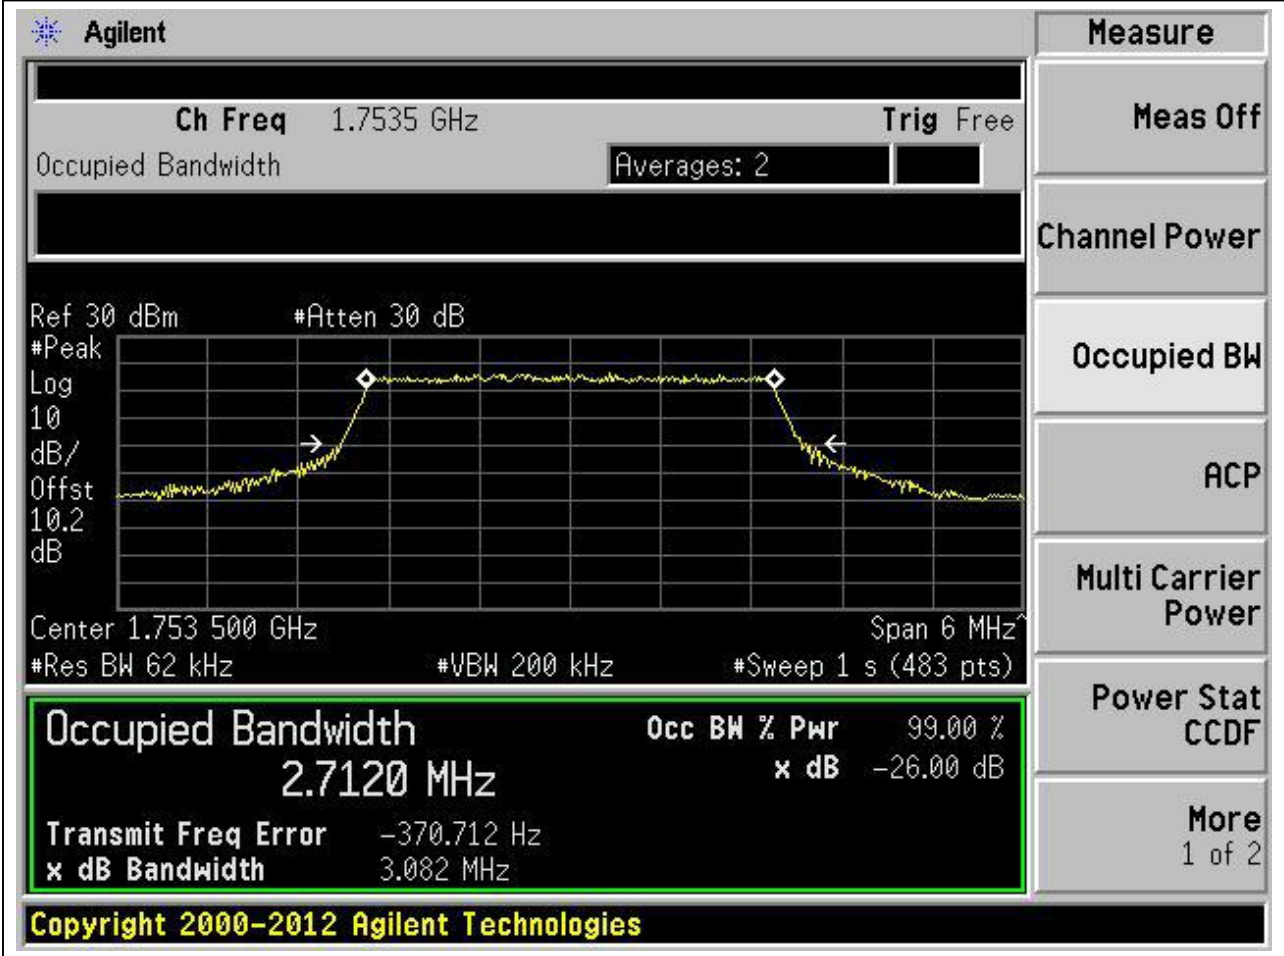 Agilent
Measure
Ch Freq 1.7535 GHz Trig Free
Occupied Bandwidth Averages: 2
Meas Off
Channel Power
Occupied BW
ACP
Multi Carrier
Power
Power Stat
CCDF
More
1 of 2
Ref 30 dBm #Atten 30 dB
#Peak
Log
10
dB/
Offst
10.2
dB
Center 1.753 500 GHz Span 6 MHz^
#Res BW 62 kHz #VBW 200 kHz #Sweep 1 s (483 pts)
Occupied Bandwidth Occ BW % Pwr 99.00 %
2.7120 MHz x dB -26.00 dB
Transmit Freq Error -370.712 Hz
x dB Bandwidth 3.082 MHz
Copyright 2000-2012 Agilent Technologies